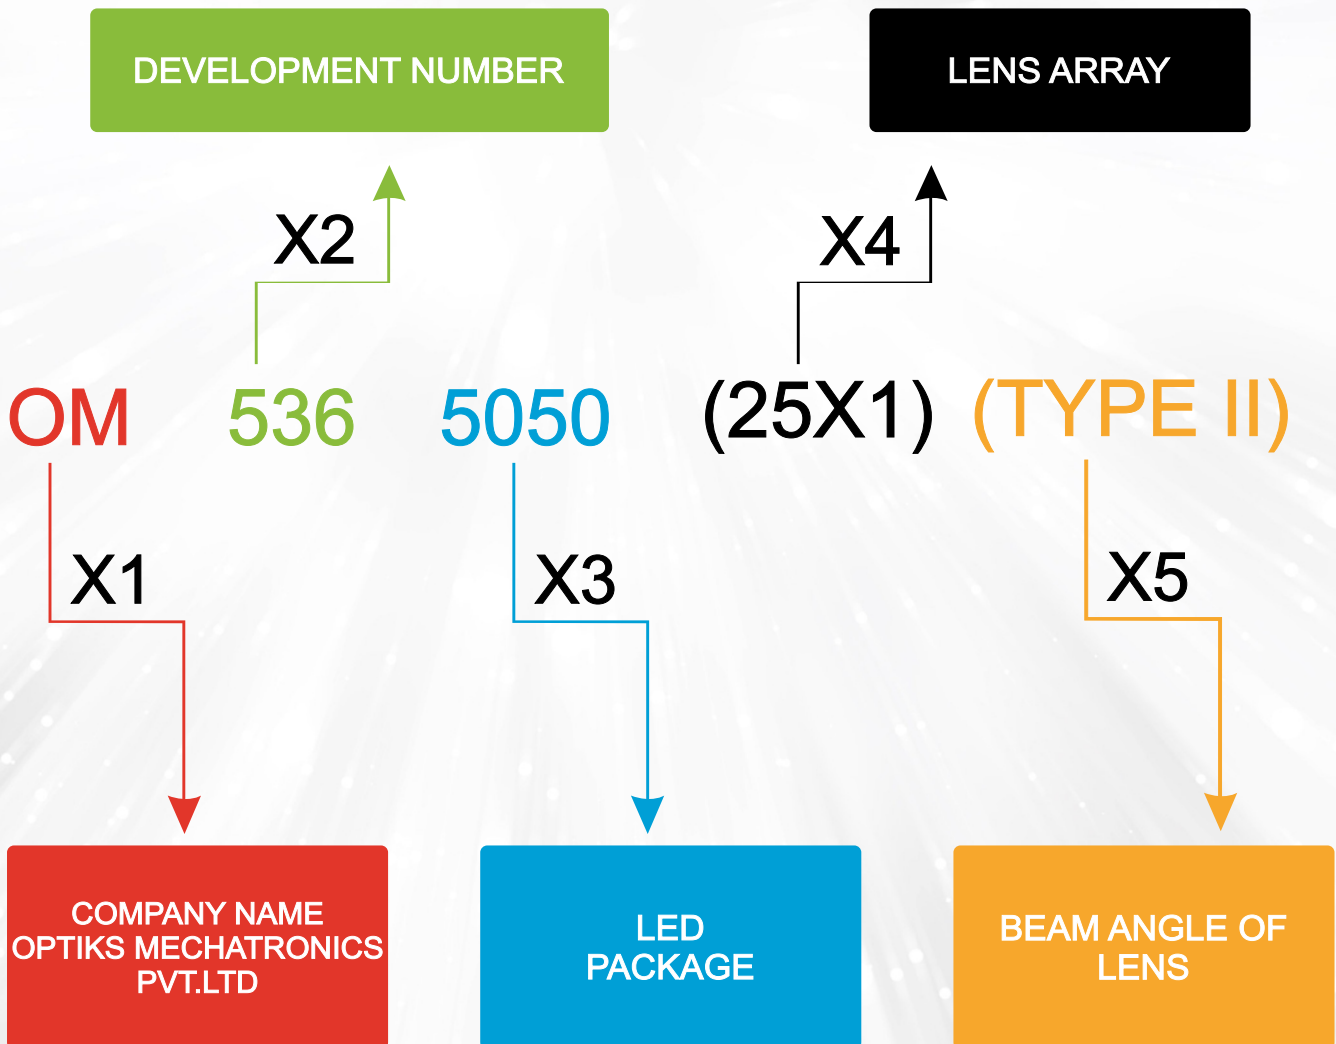 DEVELOPMENT NUMBER
LENS ARRAY
X2
X4
OM 536 5050 (25X1) (TYPE II)
X1
X3
X5
COMPANY NAME
OPTIKS MECHATRONICS
PVT.LTD
LED
PACKAGE
BEAM ANGLE OF
LENS